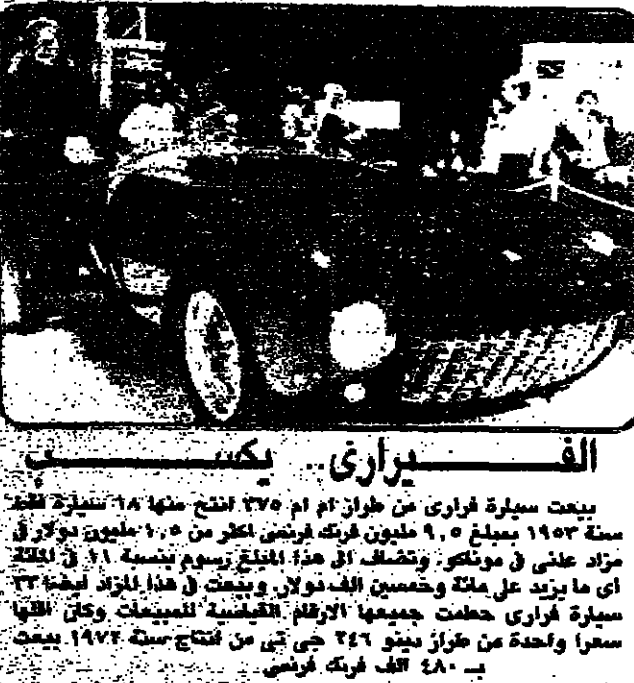 الفيراري.. يكسب
بيعت سيارة فراري من طراز ام ام ٣٧٥ انتج منها ١٨ سيارة فقط
سنة ١٩٥٣ بمبلغ ٩,٥ مليون فرنك فرنسي اكثر من ١,٥ مليون دولار في
مزاد علني في موناكو. وتضاف الى هذا المبلغ رسوم بنسبة ١١ في المائة
اي ما يزيد على مائة وخمسين الف دولار. وبيعت في هذا المزاد ايضا ٣٣
سيارة فراري حطمت جميعها الارقام القياسية للمبيعات وكان اقلها
سعرا واحدة من طراز دينو ٢٤٦ جي تي من انتاج سنة ١٩٧٢ بيعت
بـ ٤٨٠ الف فرنك فرنسي